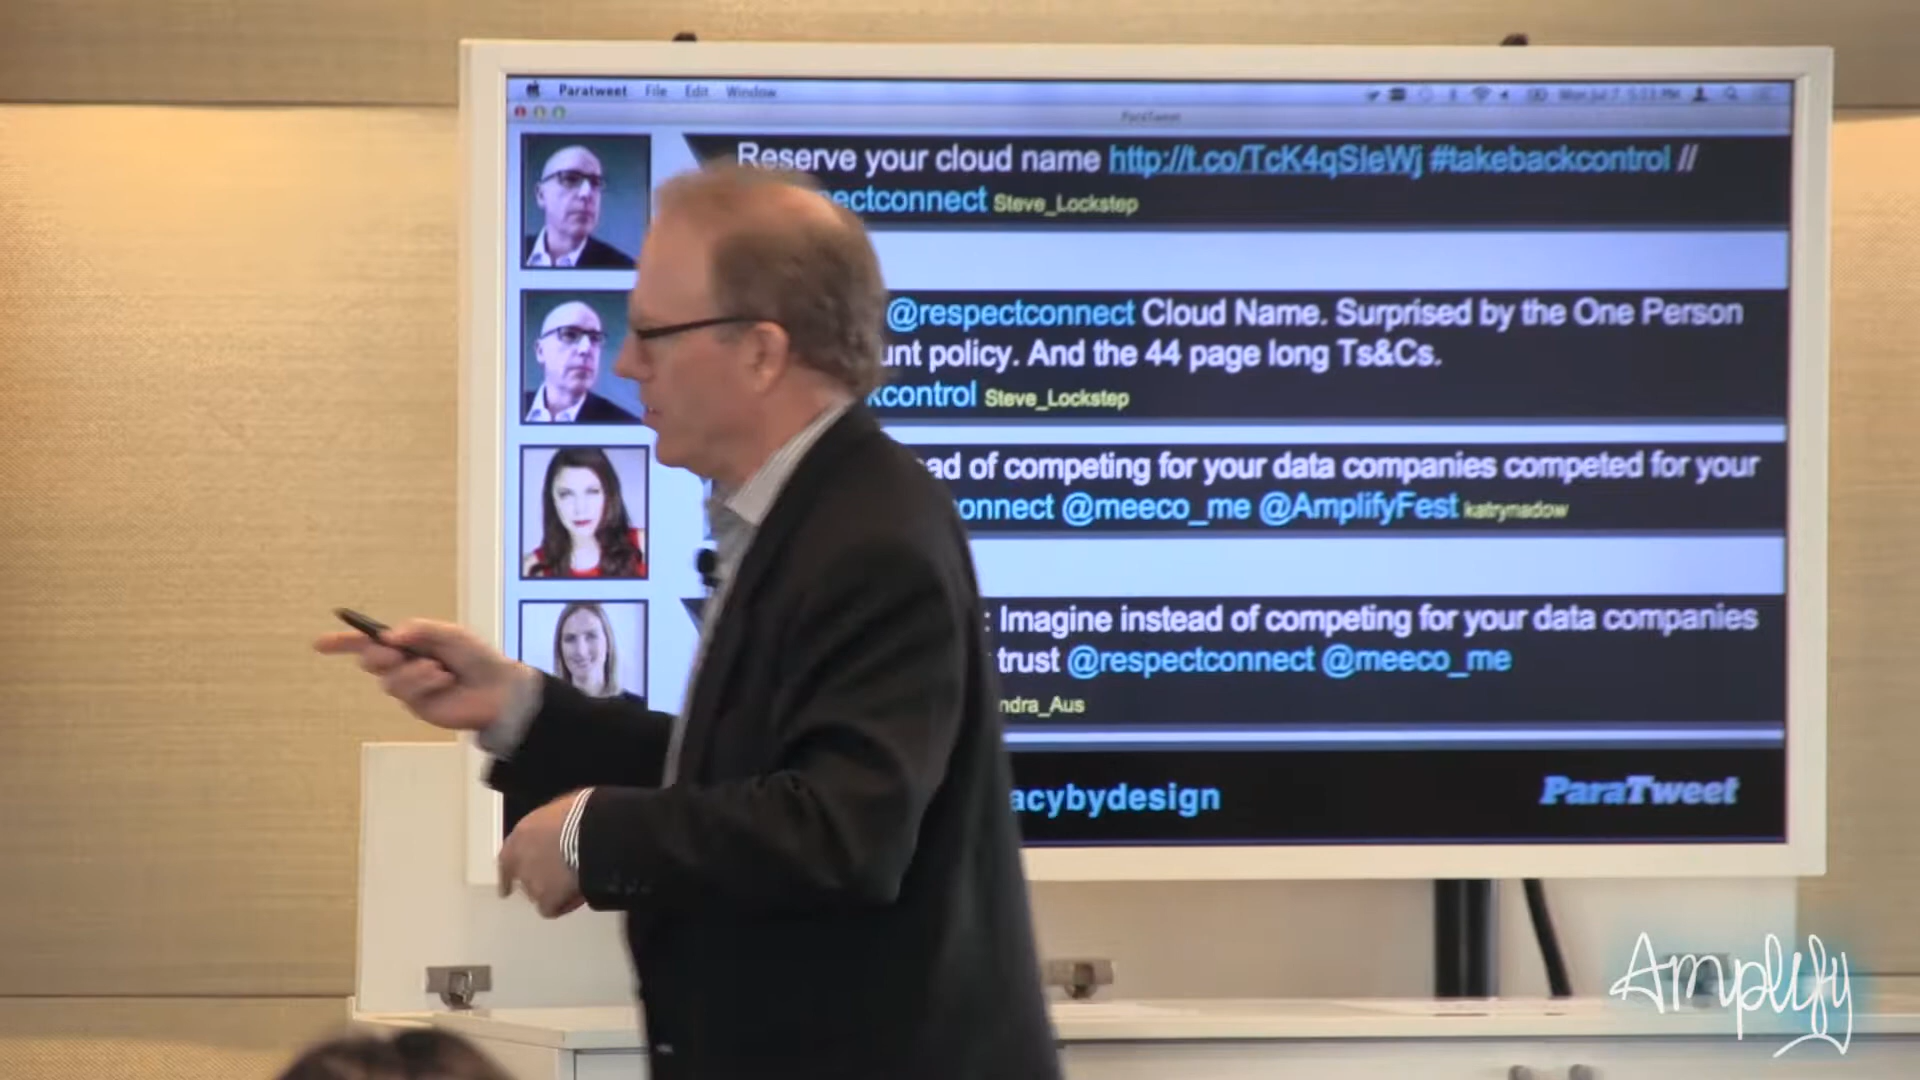 Paratweet File Edit Window
ParaTweet
Reserve your cloud name http://t.co/TcK4qSleWj #takebackcontrol //
ectconnect Steve_Lockstep
@respectconnect Cloud Name. Surprised by the One Person
unt policy. And the 44 page long Ts&Cs.
kcontrol Steve_Lockstep
ad of competing for your data companies competed for your
onnect @meeco_me @AmplifyFest katrynadow
: Imagine instead of competing for your data companies
trust @respectconnect @meeco_me
ndra_Aus
acybydesign
ParaTweet
Amplify